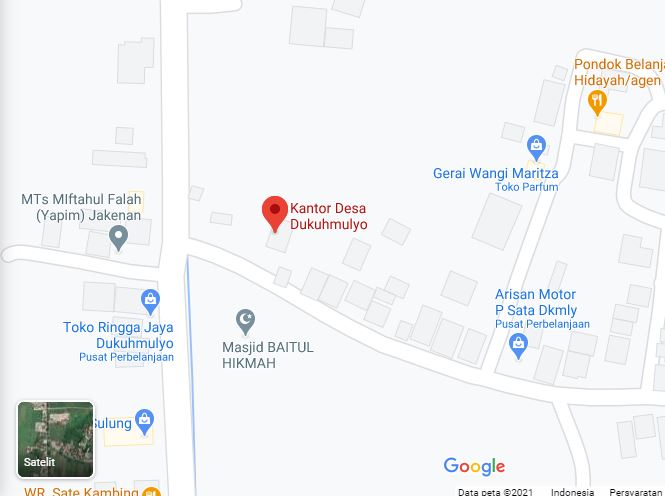 Pondok Belanja
Hidayah/agen
Gerai Wangi Maritza
Toko Parfum
MTs MIftahul Falah
(Yapim) Jakenan
Kantor Desa
Dukuhmulyo
Arisan Motor
P Sata Dkmly
Pusat Perbelanjaan
Toko Ringga Jaya
Dukuhmulyo
Pusat Perbelanjaan
Masjid BAITUL
HIKMAH
Sulung
Satelit
Google
WR. Sate Kambing
Data peta ©2021
Indonesia
Persyaratan